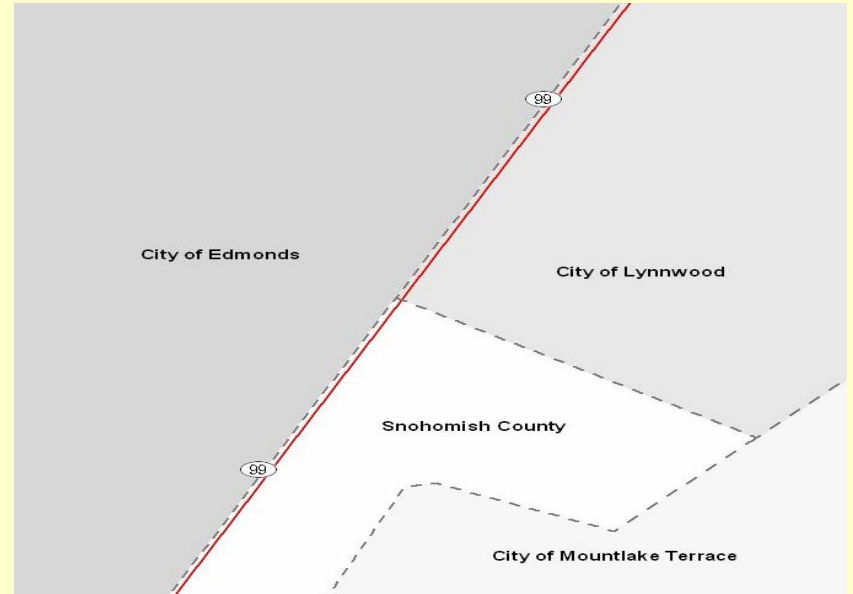 99
City of Edmonds
City of Lynnwood
Snohomish County
99
City of Mountlake Terrace